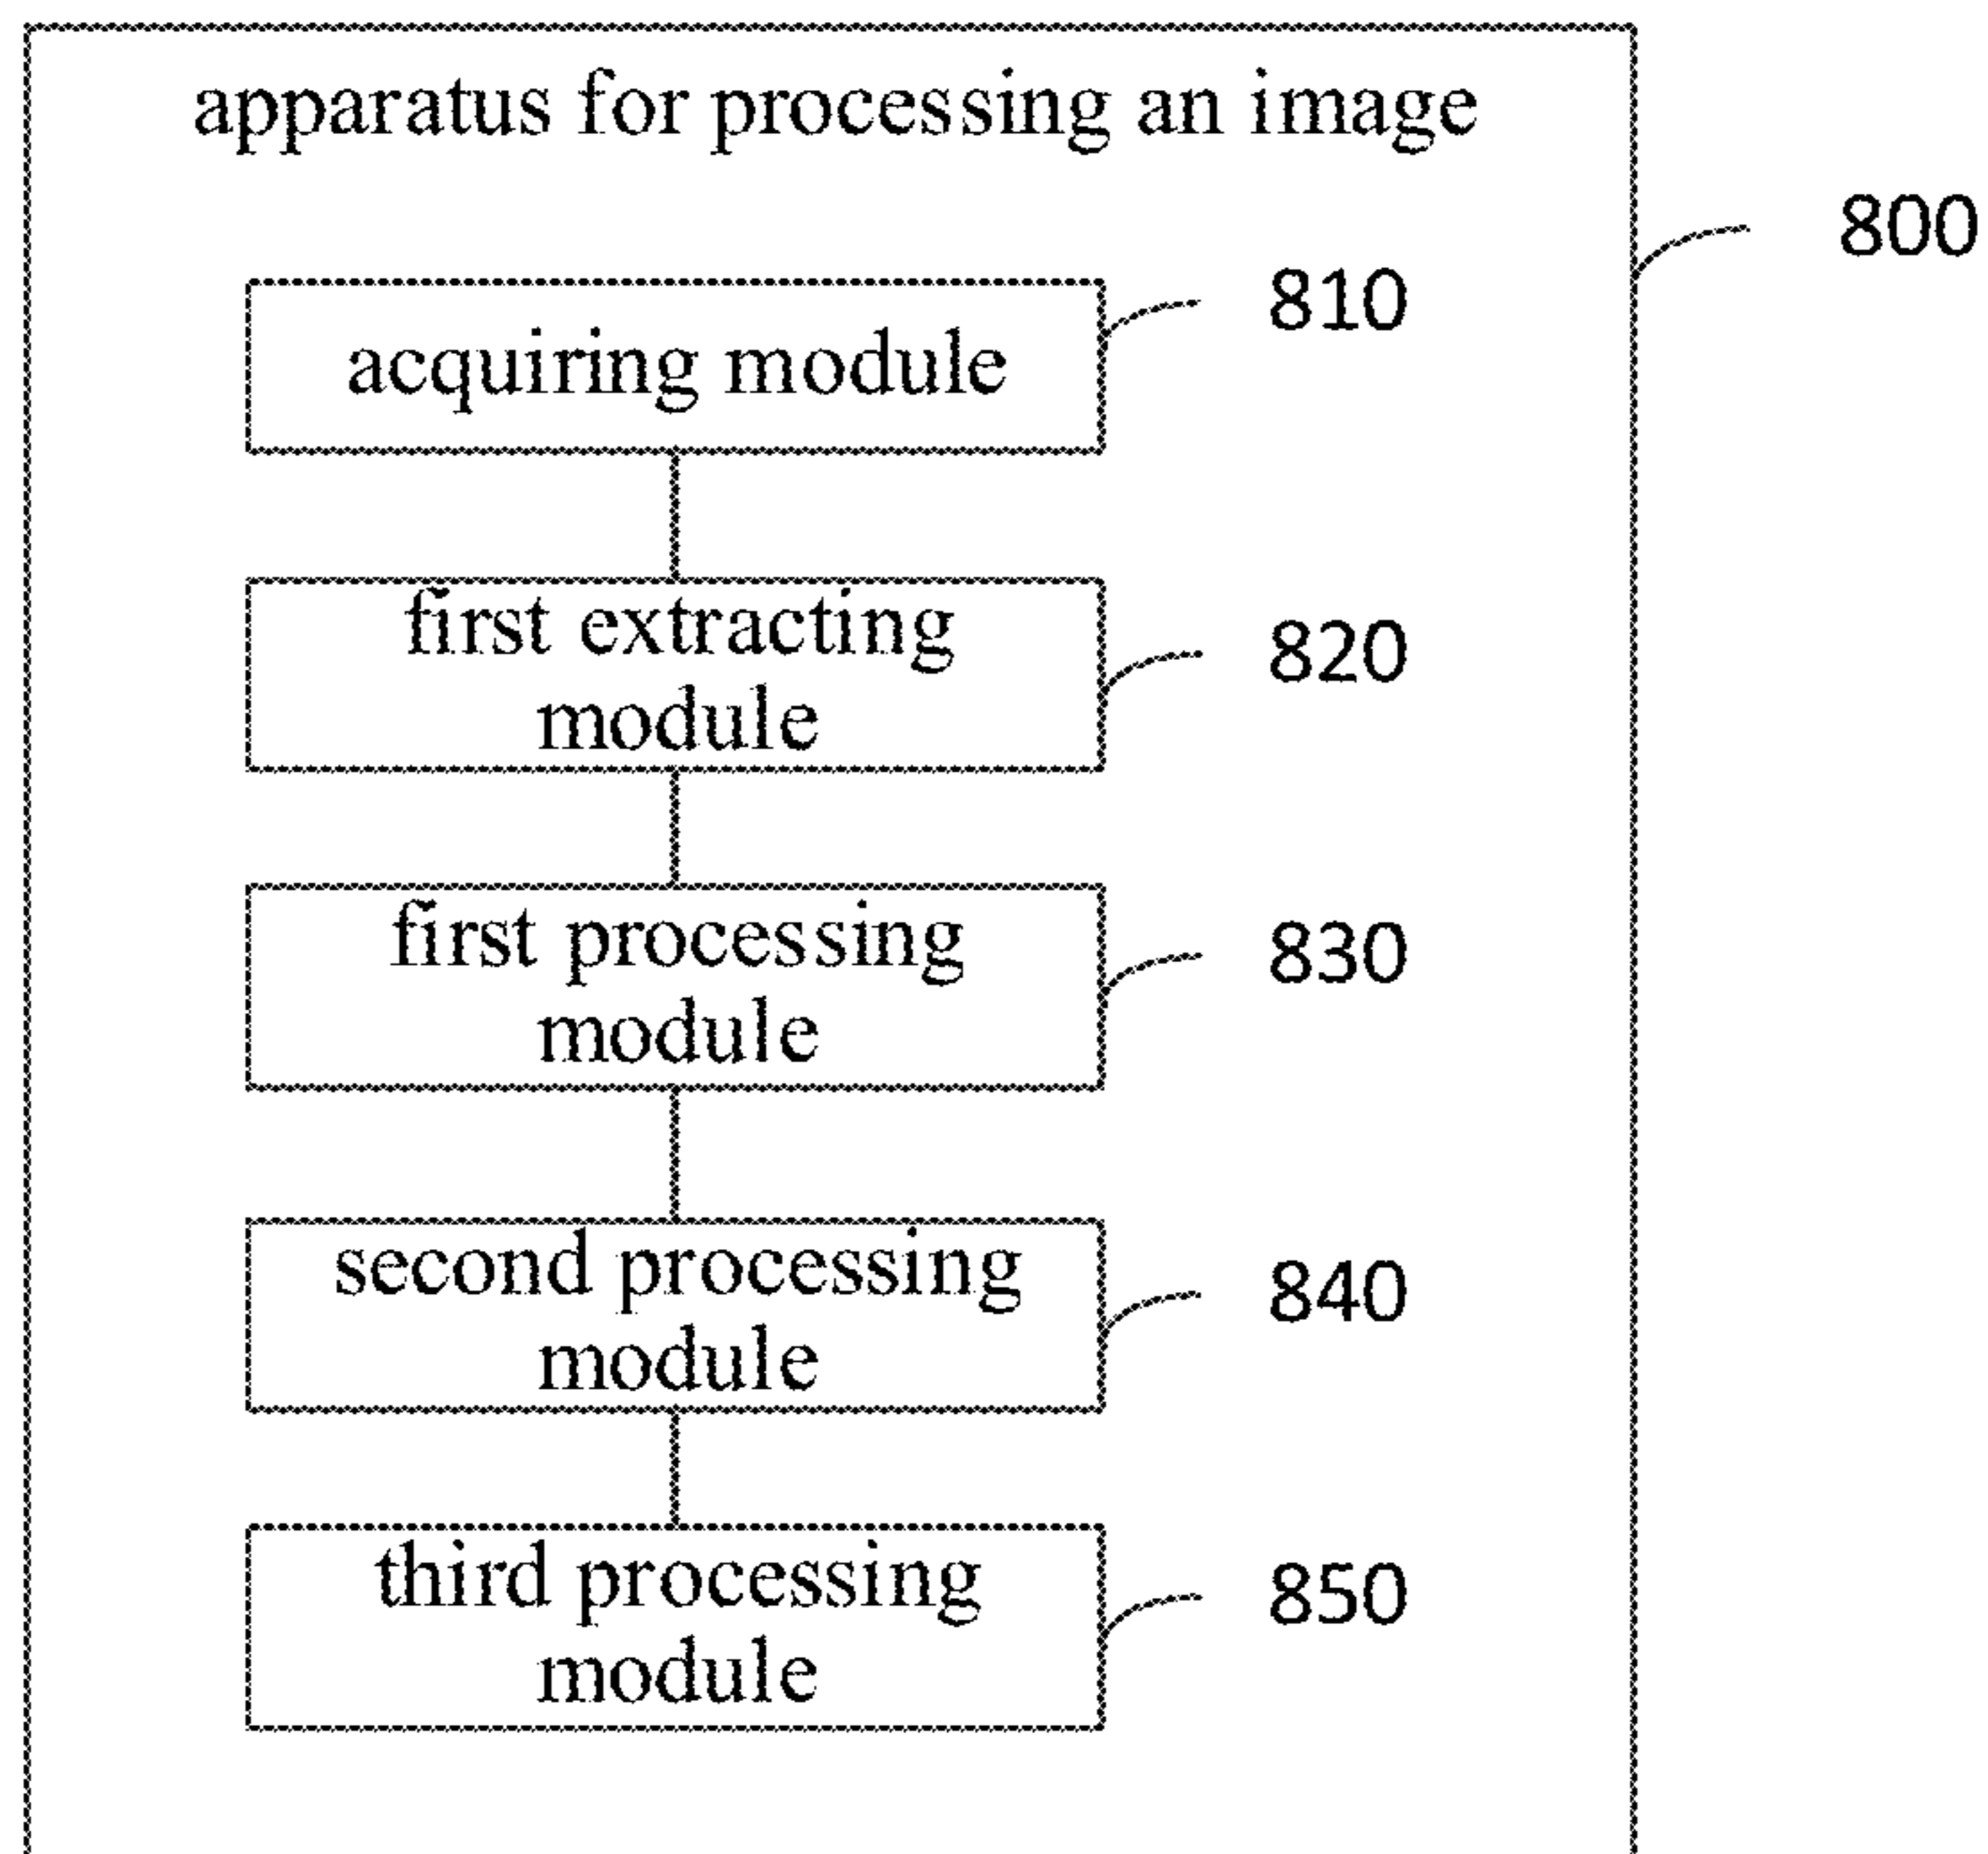 apparatus for processing an image
800
810
acquiring module
first extracting
module
820
first processing
module
830
second processing
module
840
third processing
module
850